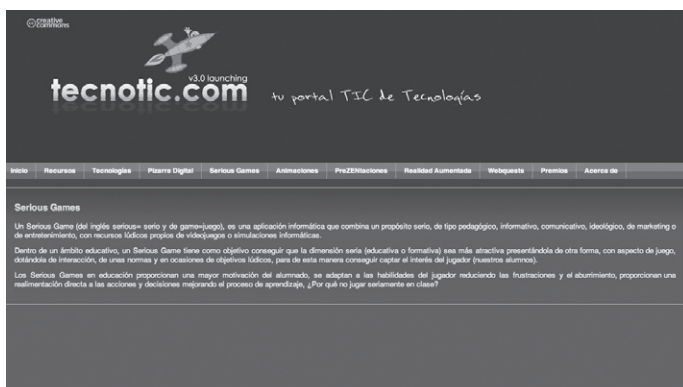 creative commons
v3.0 launching
tecnotic.com
tu portal TIC de Tecnologías
Inicio Recursos Tecnologías Pizarra Digital Serious Games Animaciones PreZENtaciones Realidad Aumentada Webquests Premios Acerca de
Serious Games
Un Serious Game (del inglés serious= serio y de game=juego), es una aplicación informática que combina un propósito serio, de tipo pedagógico, informativo, comunicativo, ideológico, de marketing o
de entretenimiento, con recursos lúdicos propios de videojuegos o simulaciones informáticas.
Dentro de un ámbito educativo, un Serious Game tiene como objetivo conseguir que la dimensión seria (educativa o formativa) sea más atractiva presentándola de otra forma, con aspecto de juego,
dotándola de interacción, de unas normas y en ocasiones de objetivos lúdicos, para de esta manera conseguir captar el interés del jugador (nuestros alumnos).
Los Serious Games en educación proporcionan una mayor motivación del alumnado, se adaptan a las habilidades del jugador reduciendo las frustraciones y el aburrimiento, proporcionan una
realimentación directa a las acciones y decisiones mejorando el proceso de aprendizaje, ¿Por qué no jugar seriamente en clase?